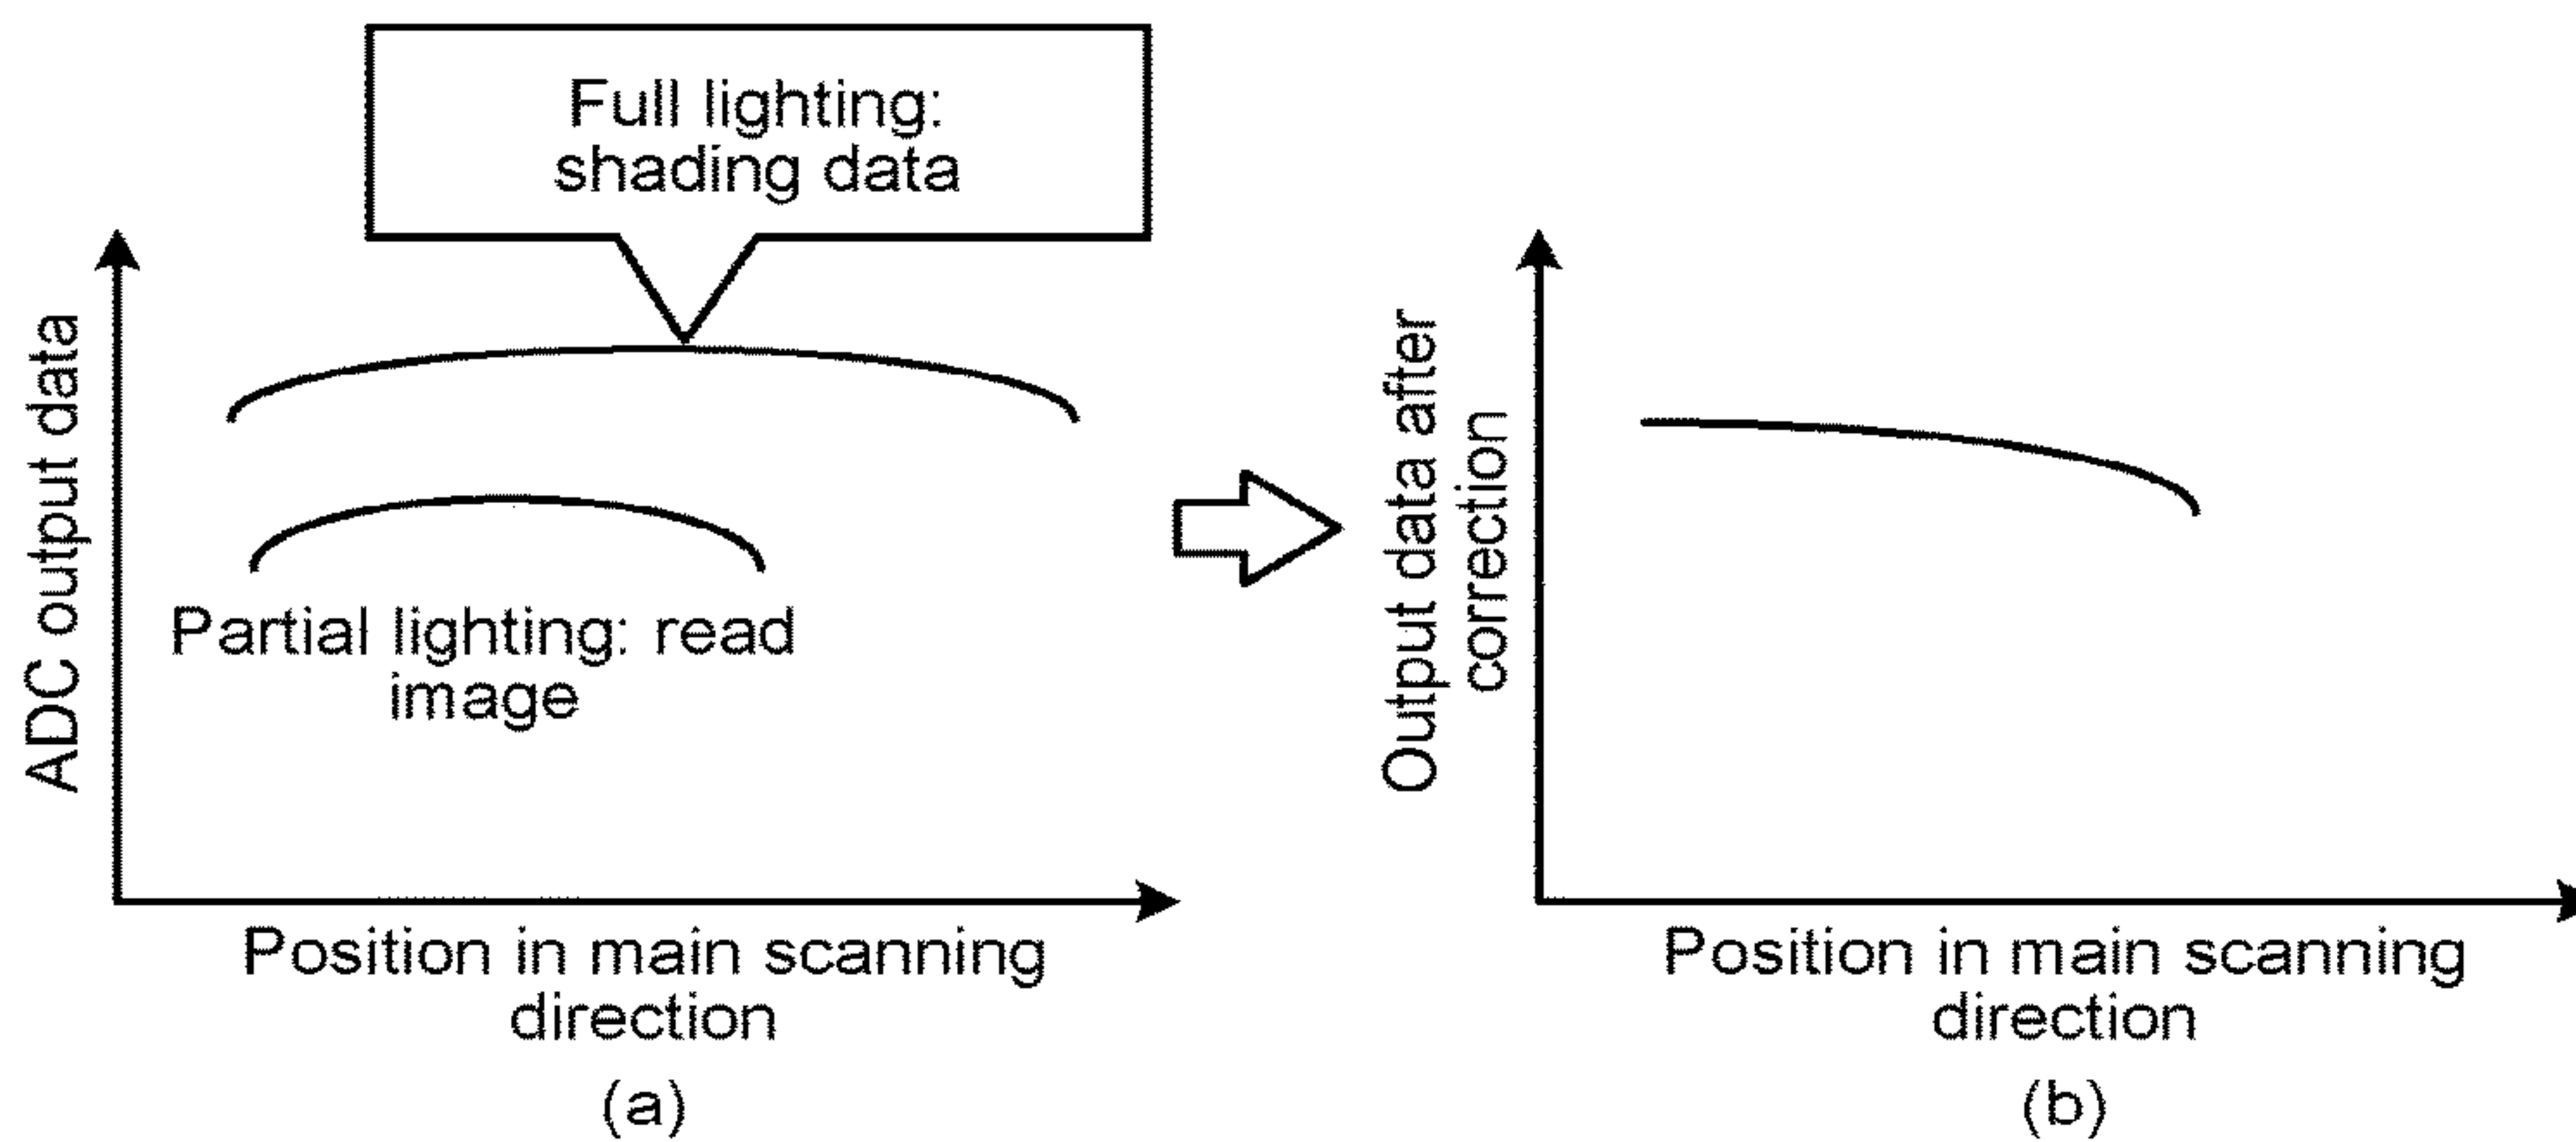 Full lighting:
shading data
ADC output data
Partial lighting: read
image
Position in main scanning
direction
(a)
Output data after
correction
Position in main scanning
direction
(b)